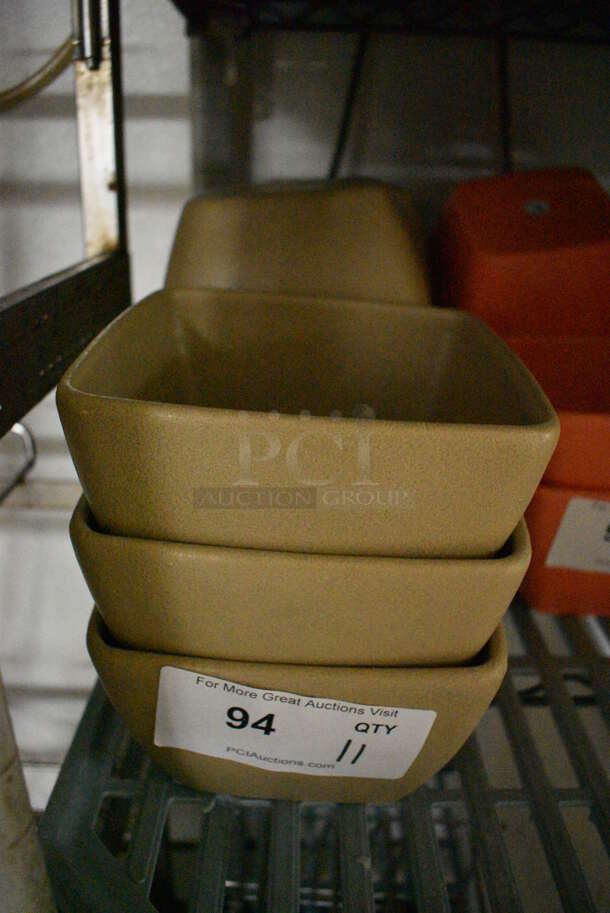 PCI
AUCTION GROUP
For More Great Auctions Visit
94 QTY
PCIAuctions.com 11